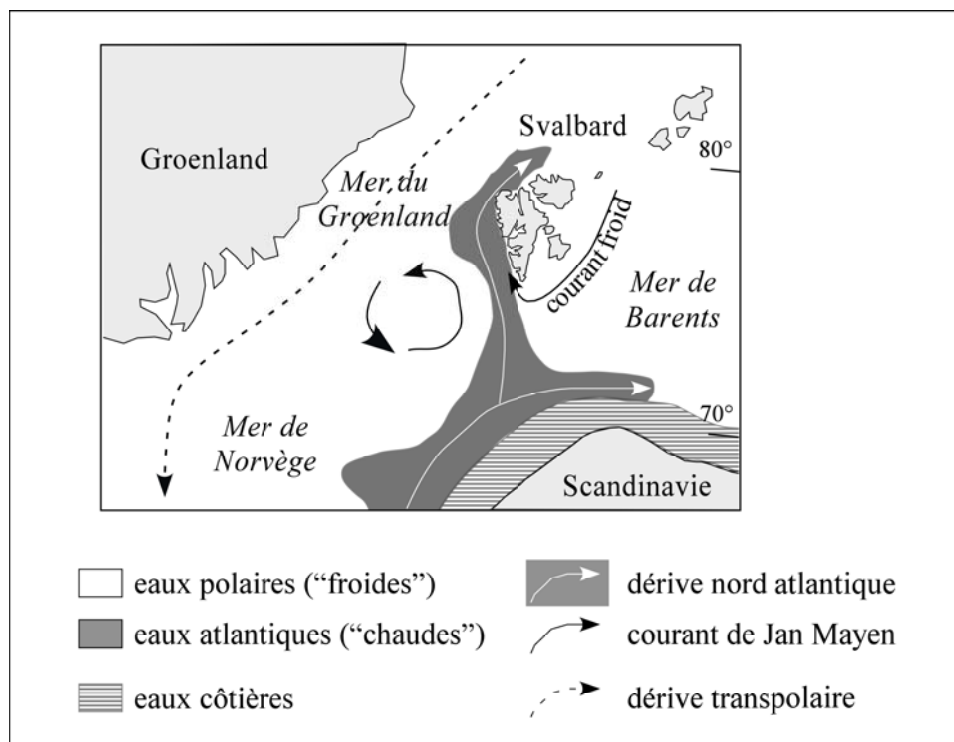 Svalbard
80°
Groenland
Mer du
Groenland
courant froid
Mer de
Barents
70°
Mer de
Norvège
Scandinavie
eaux polaires (“froides”)
dérive nord atlantique
eaux atlantiques (“chaudes”)
courant de Jan Mayen
eaux côtières
dérive transpolaire